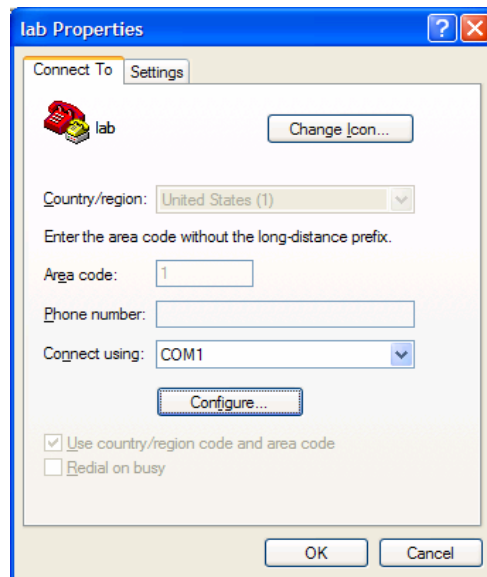 lab Properties
Connect To Settings
lab Change Icon...
Country/region: United States (1)
Enter the area code without the long-distance prefix.
Area code: 1
Phone number:
Connect using: COM1
Configure...
Use country/region code and area code
Redial on busy
OK Cancel